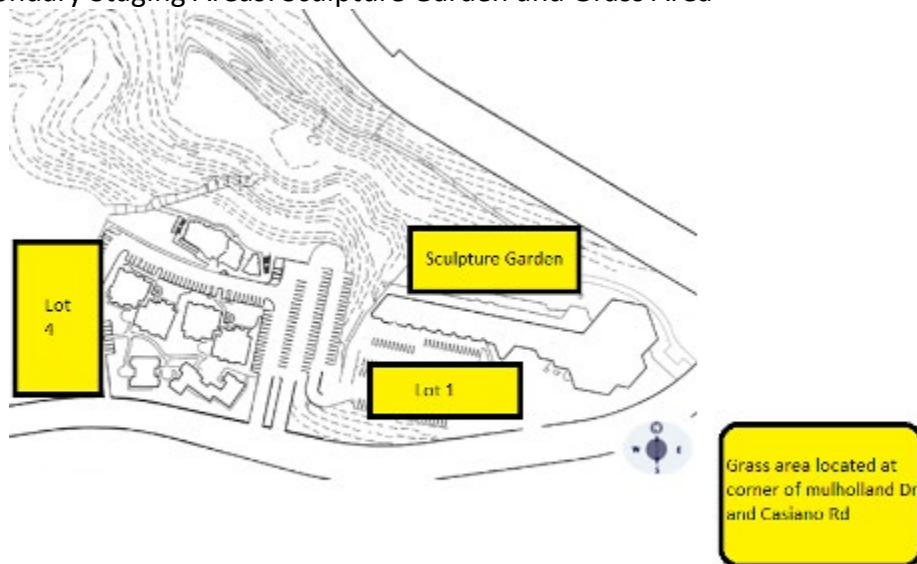 Staging Areas: Sculpture Garden and Grass Area
Sculpture Garden
Lot
4
Lot 1
N
W E
S
Grass area located at
corner of mulholland Dr
and Casiano Rd